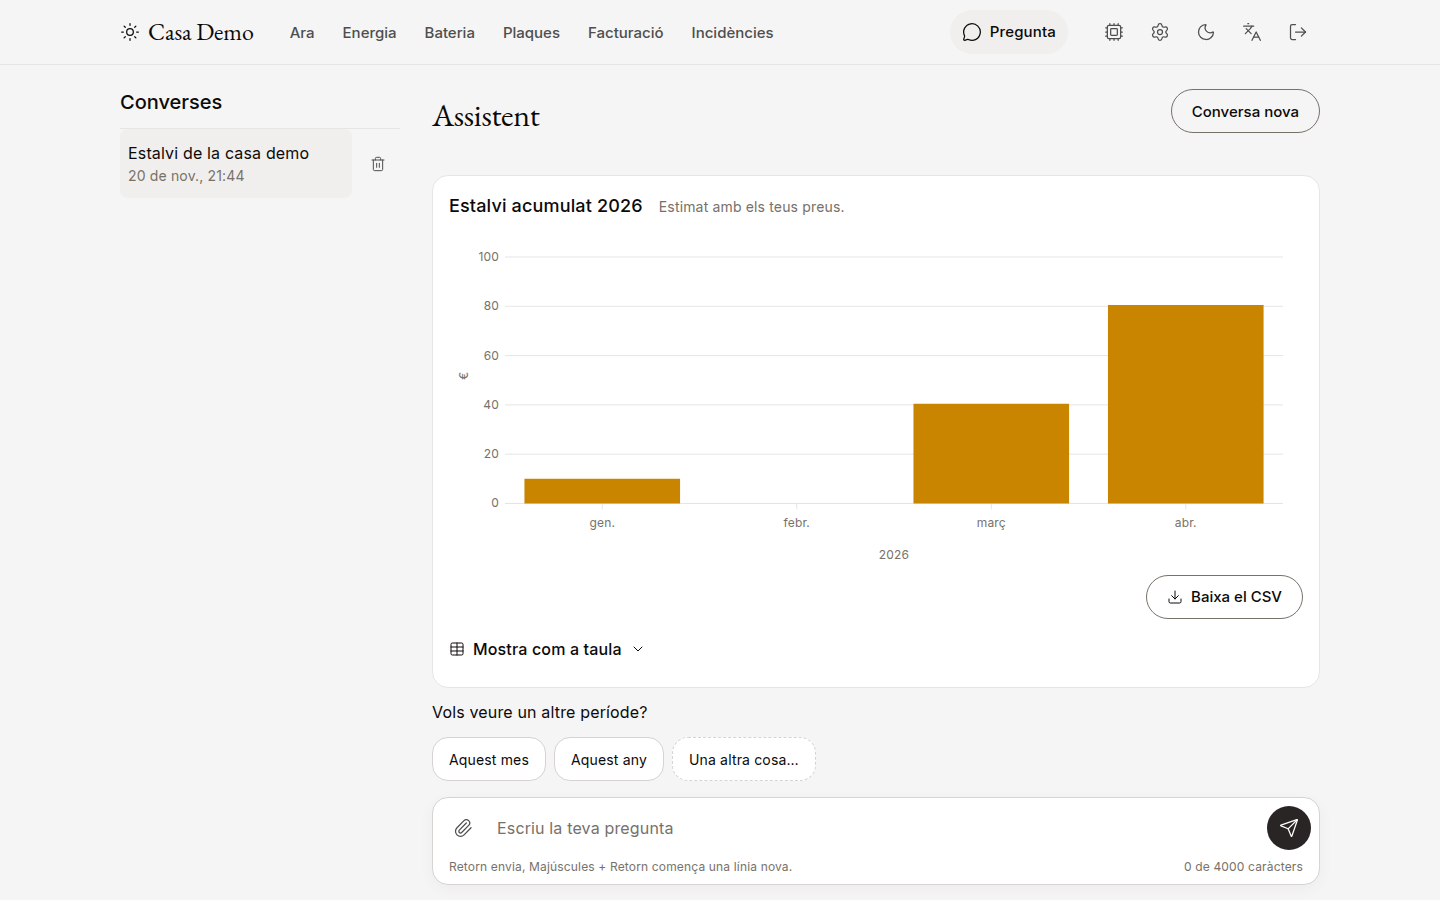 Casa Demo
Ara
Energia
Bateria
Plaques
Facturació
Incidències
Pregunta
Converses
Estalvi de la casa demo
20 de nov., 21:44
Assistent
Conversa nova
Estalvi acumulat 2026
Estimat amb els teus preus.
100
80
60
40
20
0
€
gen.
febr.
març
abr.
2026
Baixa el CSV
Mostra com a taula
Vols veure un altre període?
Aquest mes
Aquest any
Una altra cosa...
Escriu la teva pregunta
Retorn envia, Majúscules + Retorn comença una línia nova.
0 de 4000 caràcters